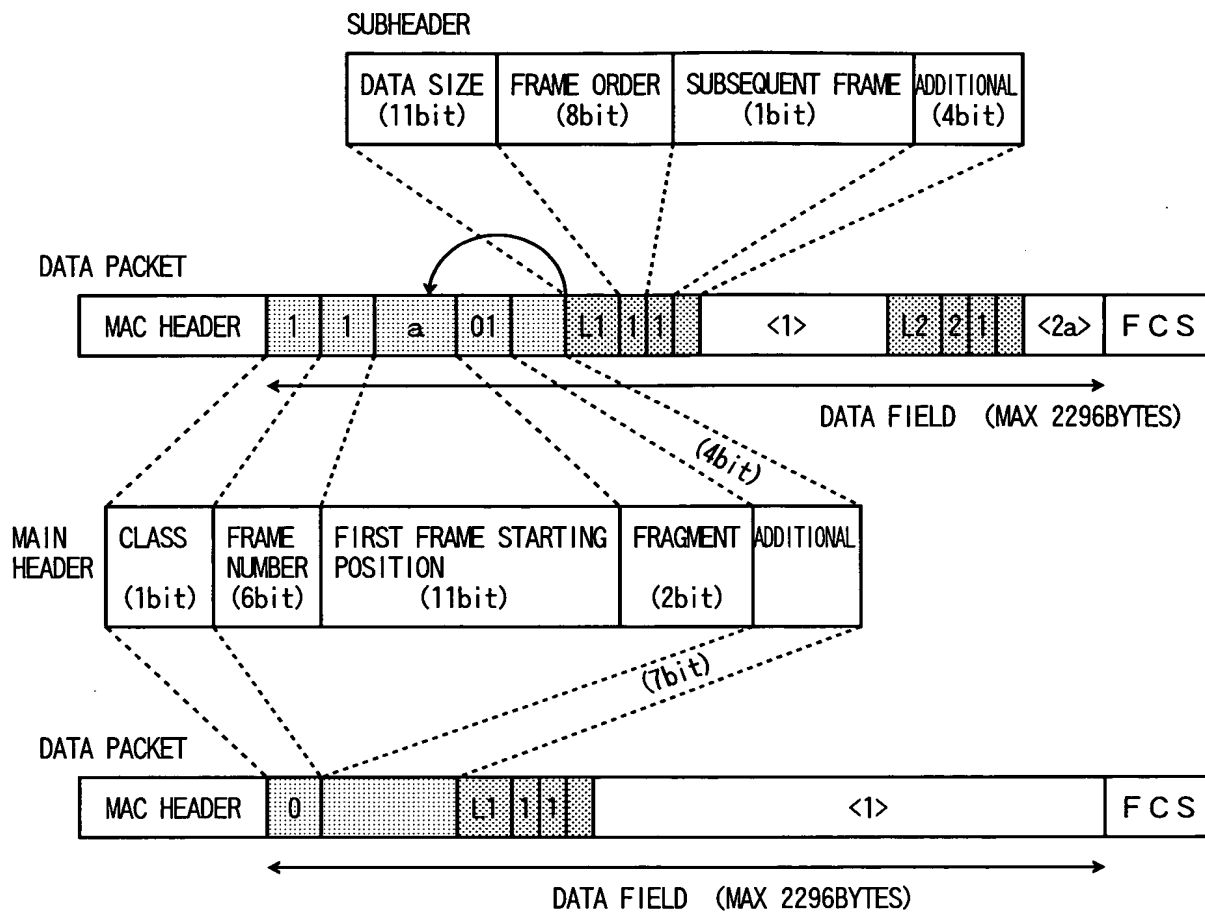 SUBHEADER
DATA SIZE FRAME ORDER SUBSEQUENT FRAME ADDITIONAL
(11bit) (8bit) (1bit) (4bit)
DATA PACKET
MAC HEADER 1 1 a 01 L1 1 1 <1> L2 2 1 <2a> FCS
DATA FIELD (MAX 2296BYTES)
(4bit)
MAIN HEADER
CLASS
(1bit)
FRAME NUMBER
(6bit)
FIRST FRAME STARTING POSITION
(11bit)
FRAGMENT
(2bit)
ADDITIONAL
(7bit)
DATA PACKET
MAC HEADER 0 L1 1 1 <1> FCS
DATA FIELD (MAX 2296BYTES)